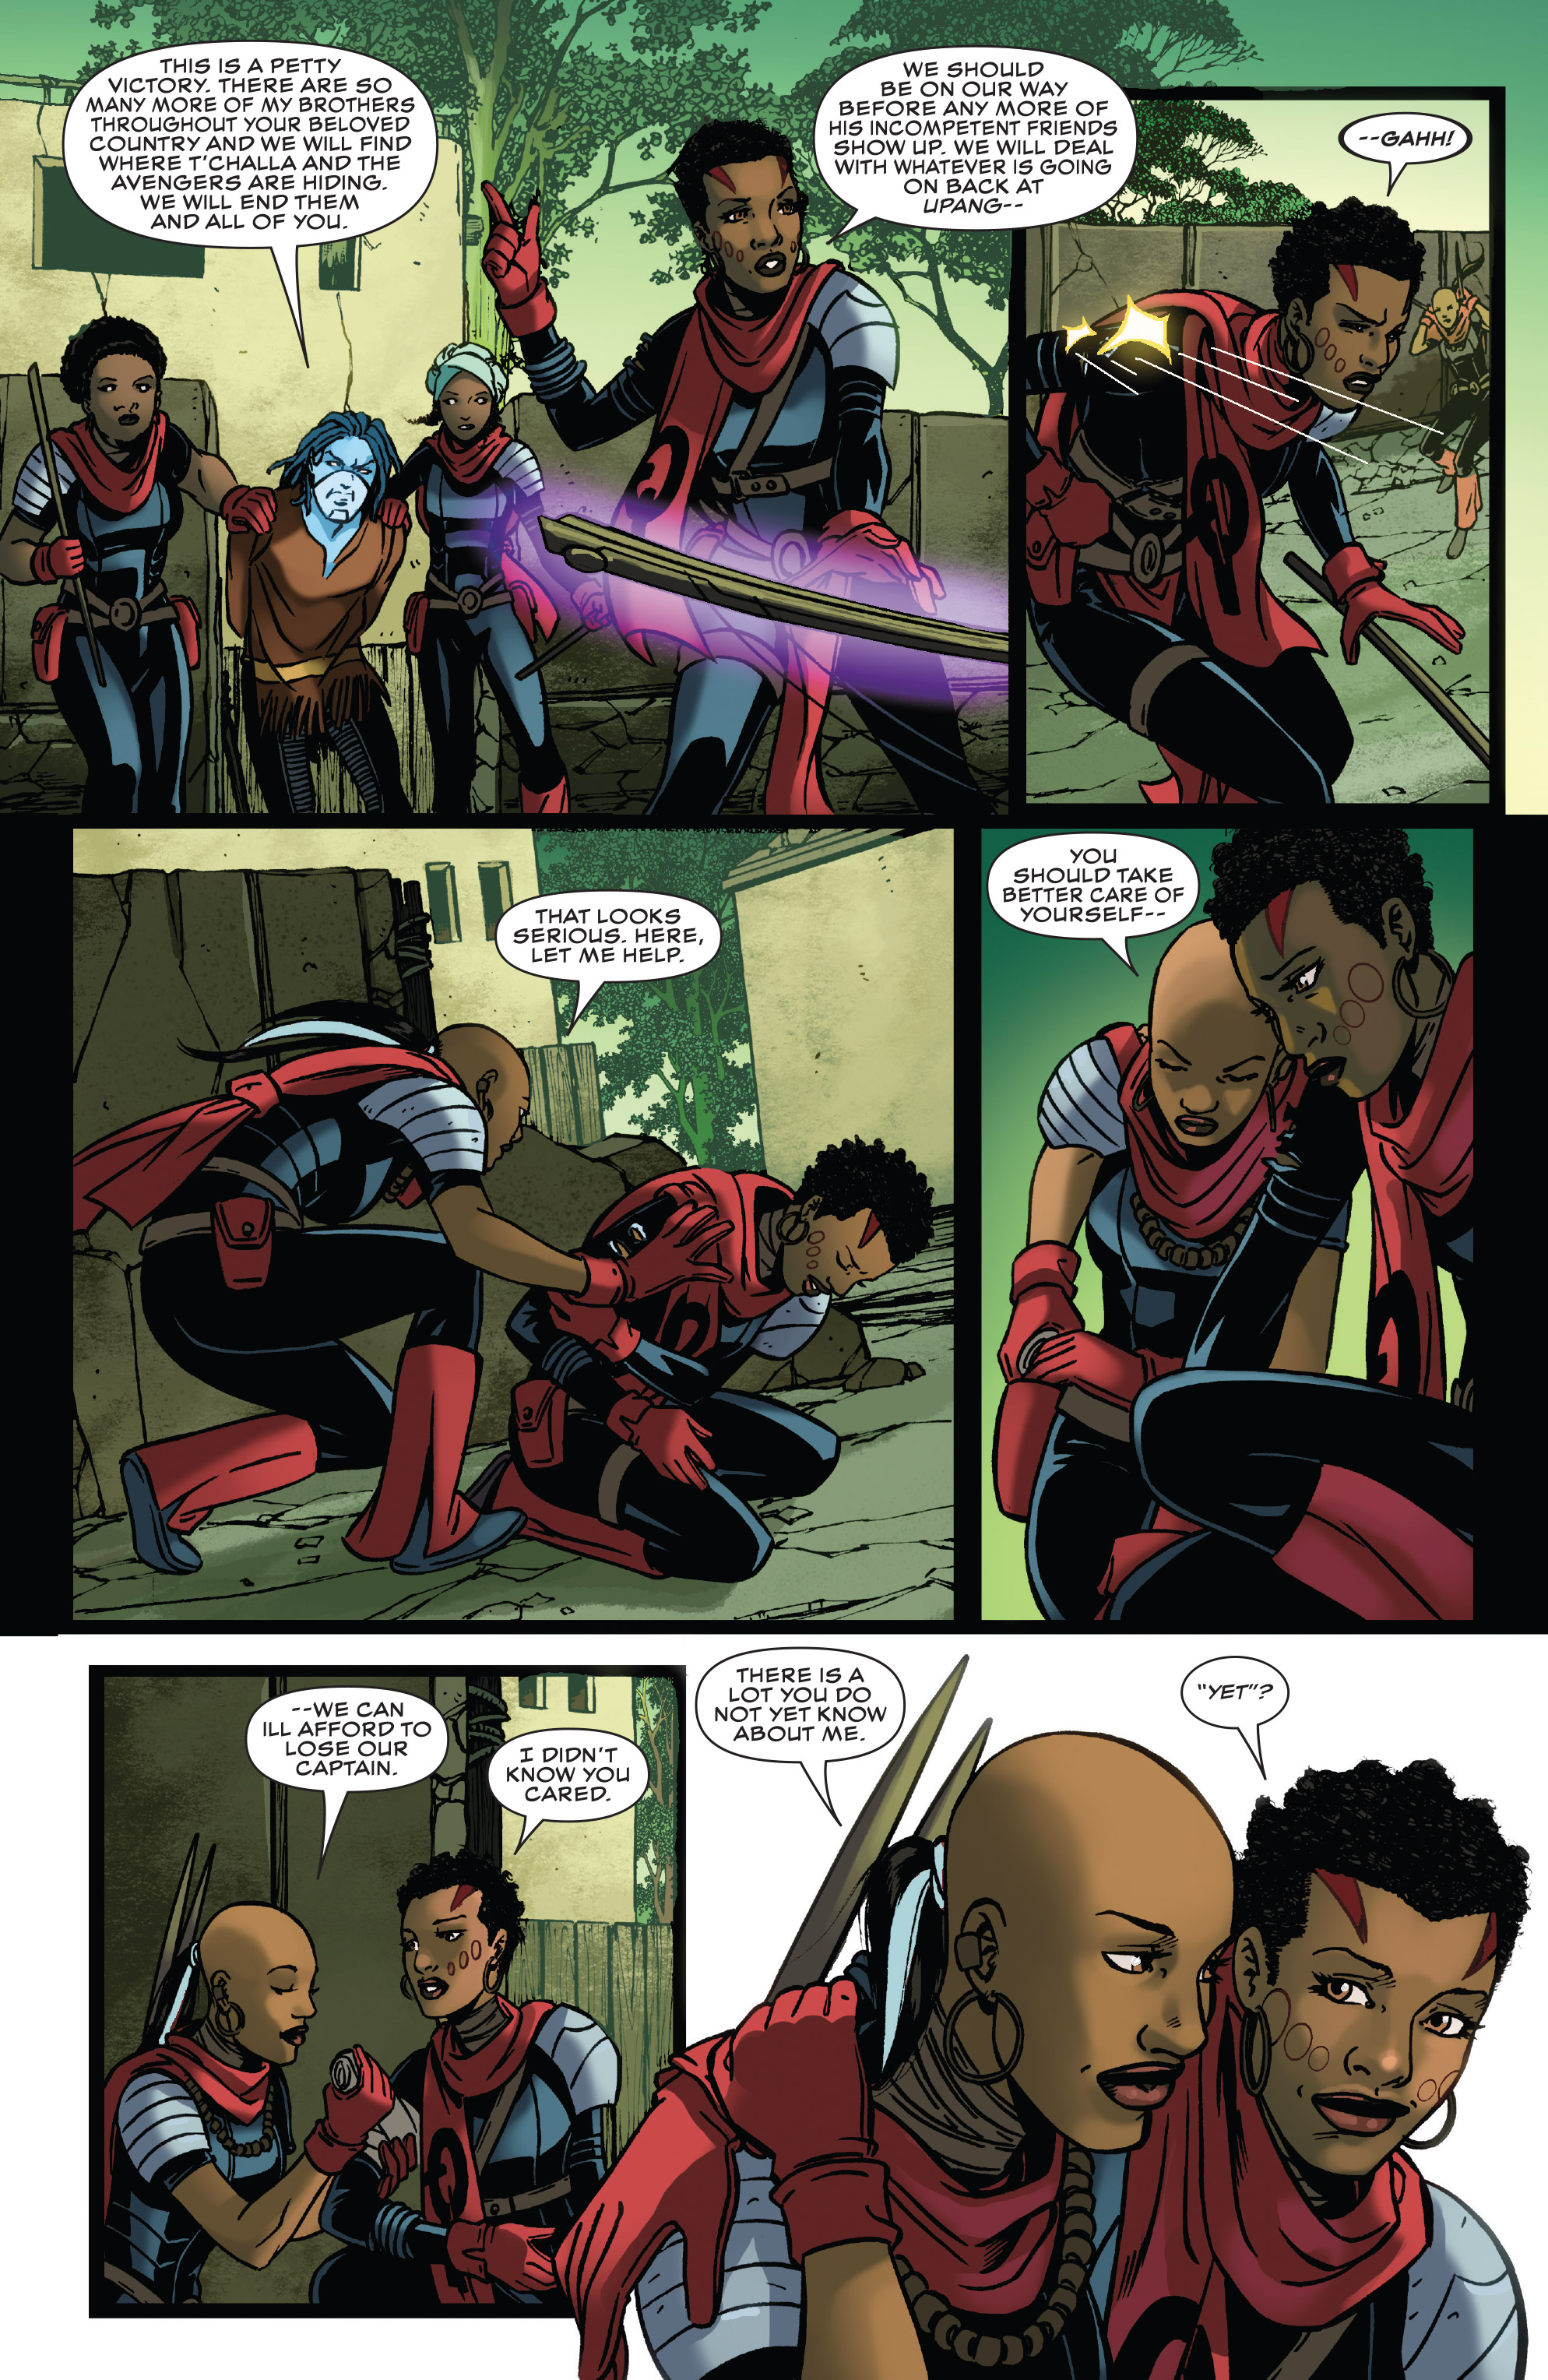 THIS IS A PETTY
VICTORY. THERE ARE SO
MANY MORE OF MY BROTHERS
THROUGHOUT YOUR BELOVED
COUNTRY AND WE WILL FIND
WHERE T'CHALLA AND THE
AVENGERS ARE HIDING.
WE WILL END THEM
AND ALL OF YOU.
WE SHOULD
BE ON OUR WAY
BEFORE ANY MORE OF
HIS INCOMPETENT FRIENDS
SHOW UP. WE WILL DEAL
WITH WHATEVER IS GOING
ON BACK AT
UPANG--
--GAHH!
THAT LOOKS
SERIOUS. HERE,
LET ME HELP.
YOU
SHOULD TAKE
BETTER CARE OF
YOURSELF--
--WE CAN
ILL AFFORD TO
LOSE OUR
CAPTAIN.
I DIDN'T
KNOW YOU
CARED.
THERE IS A
LOT YOU DO
NOT YET KNOW
ABOUT ME.
"YET"?